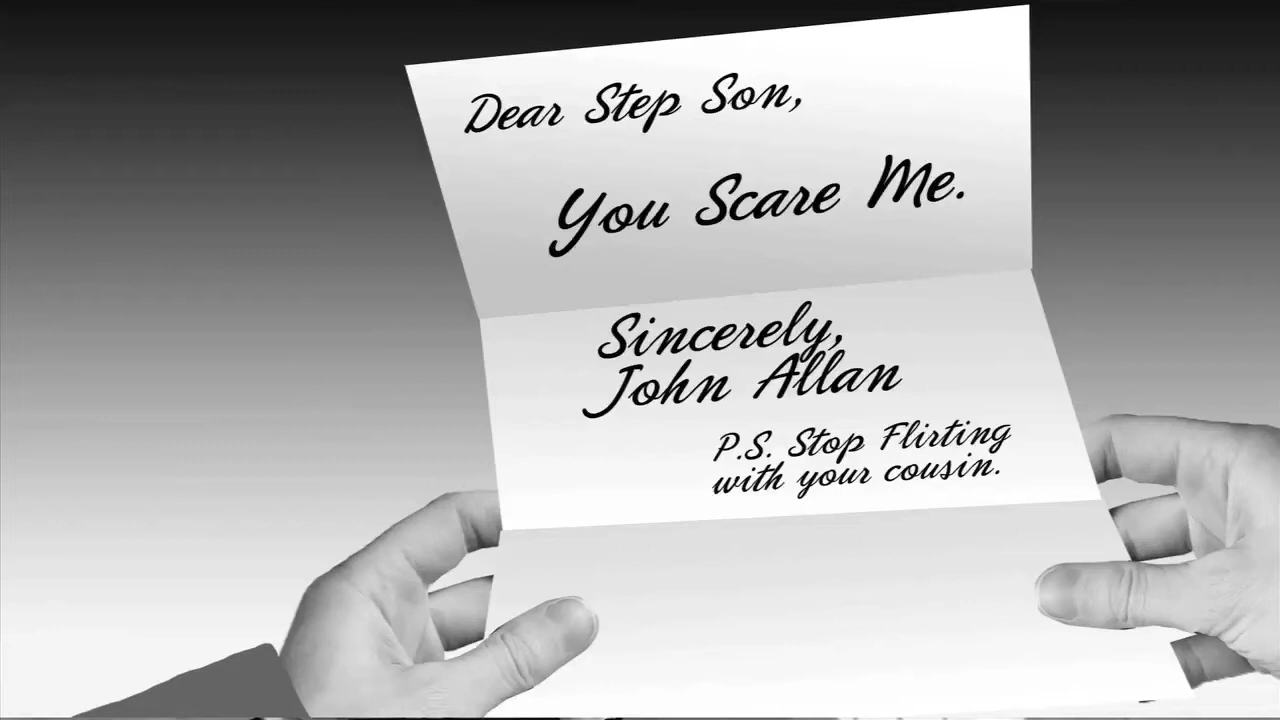 Dear Step Son,
You Scare Me.
Sincerely,
John Allan
P.S. Stop Flirting
with your cousin.